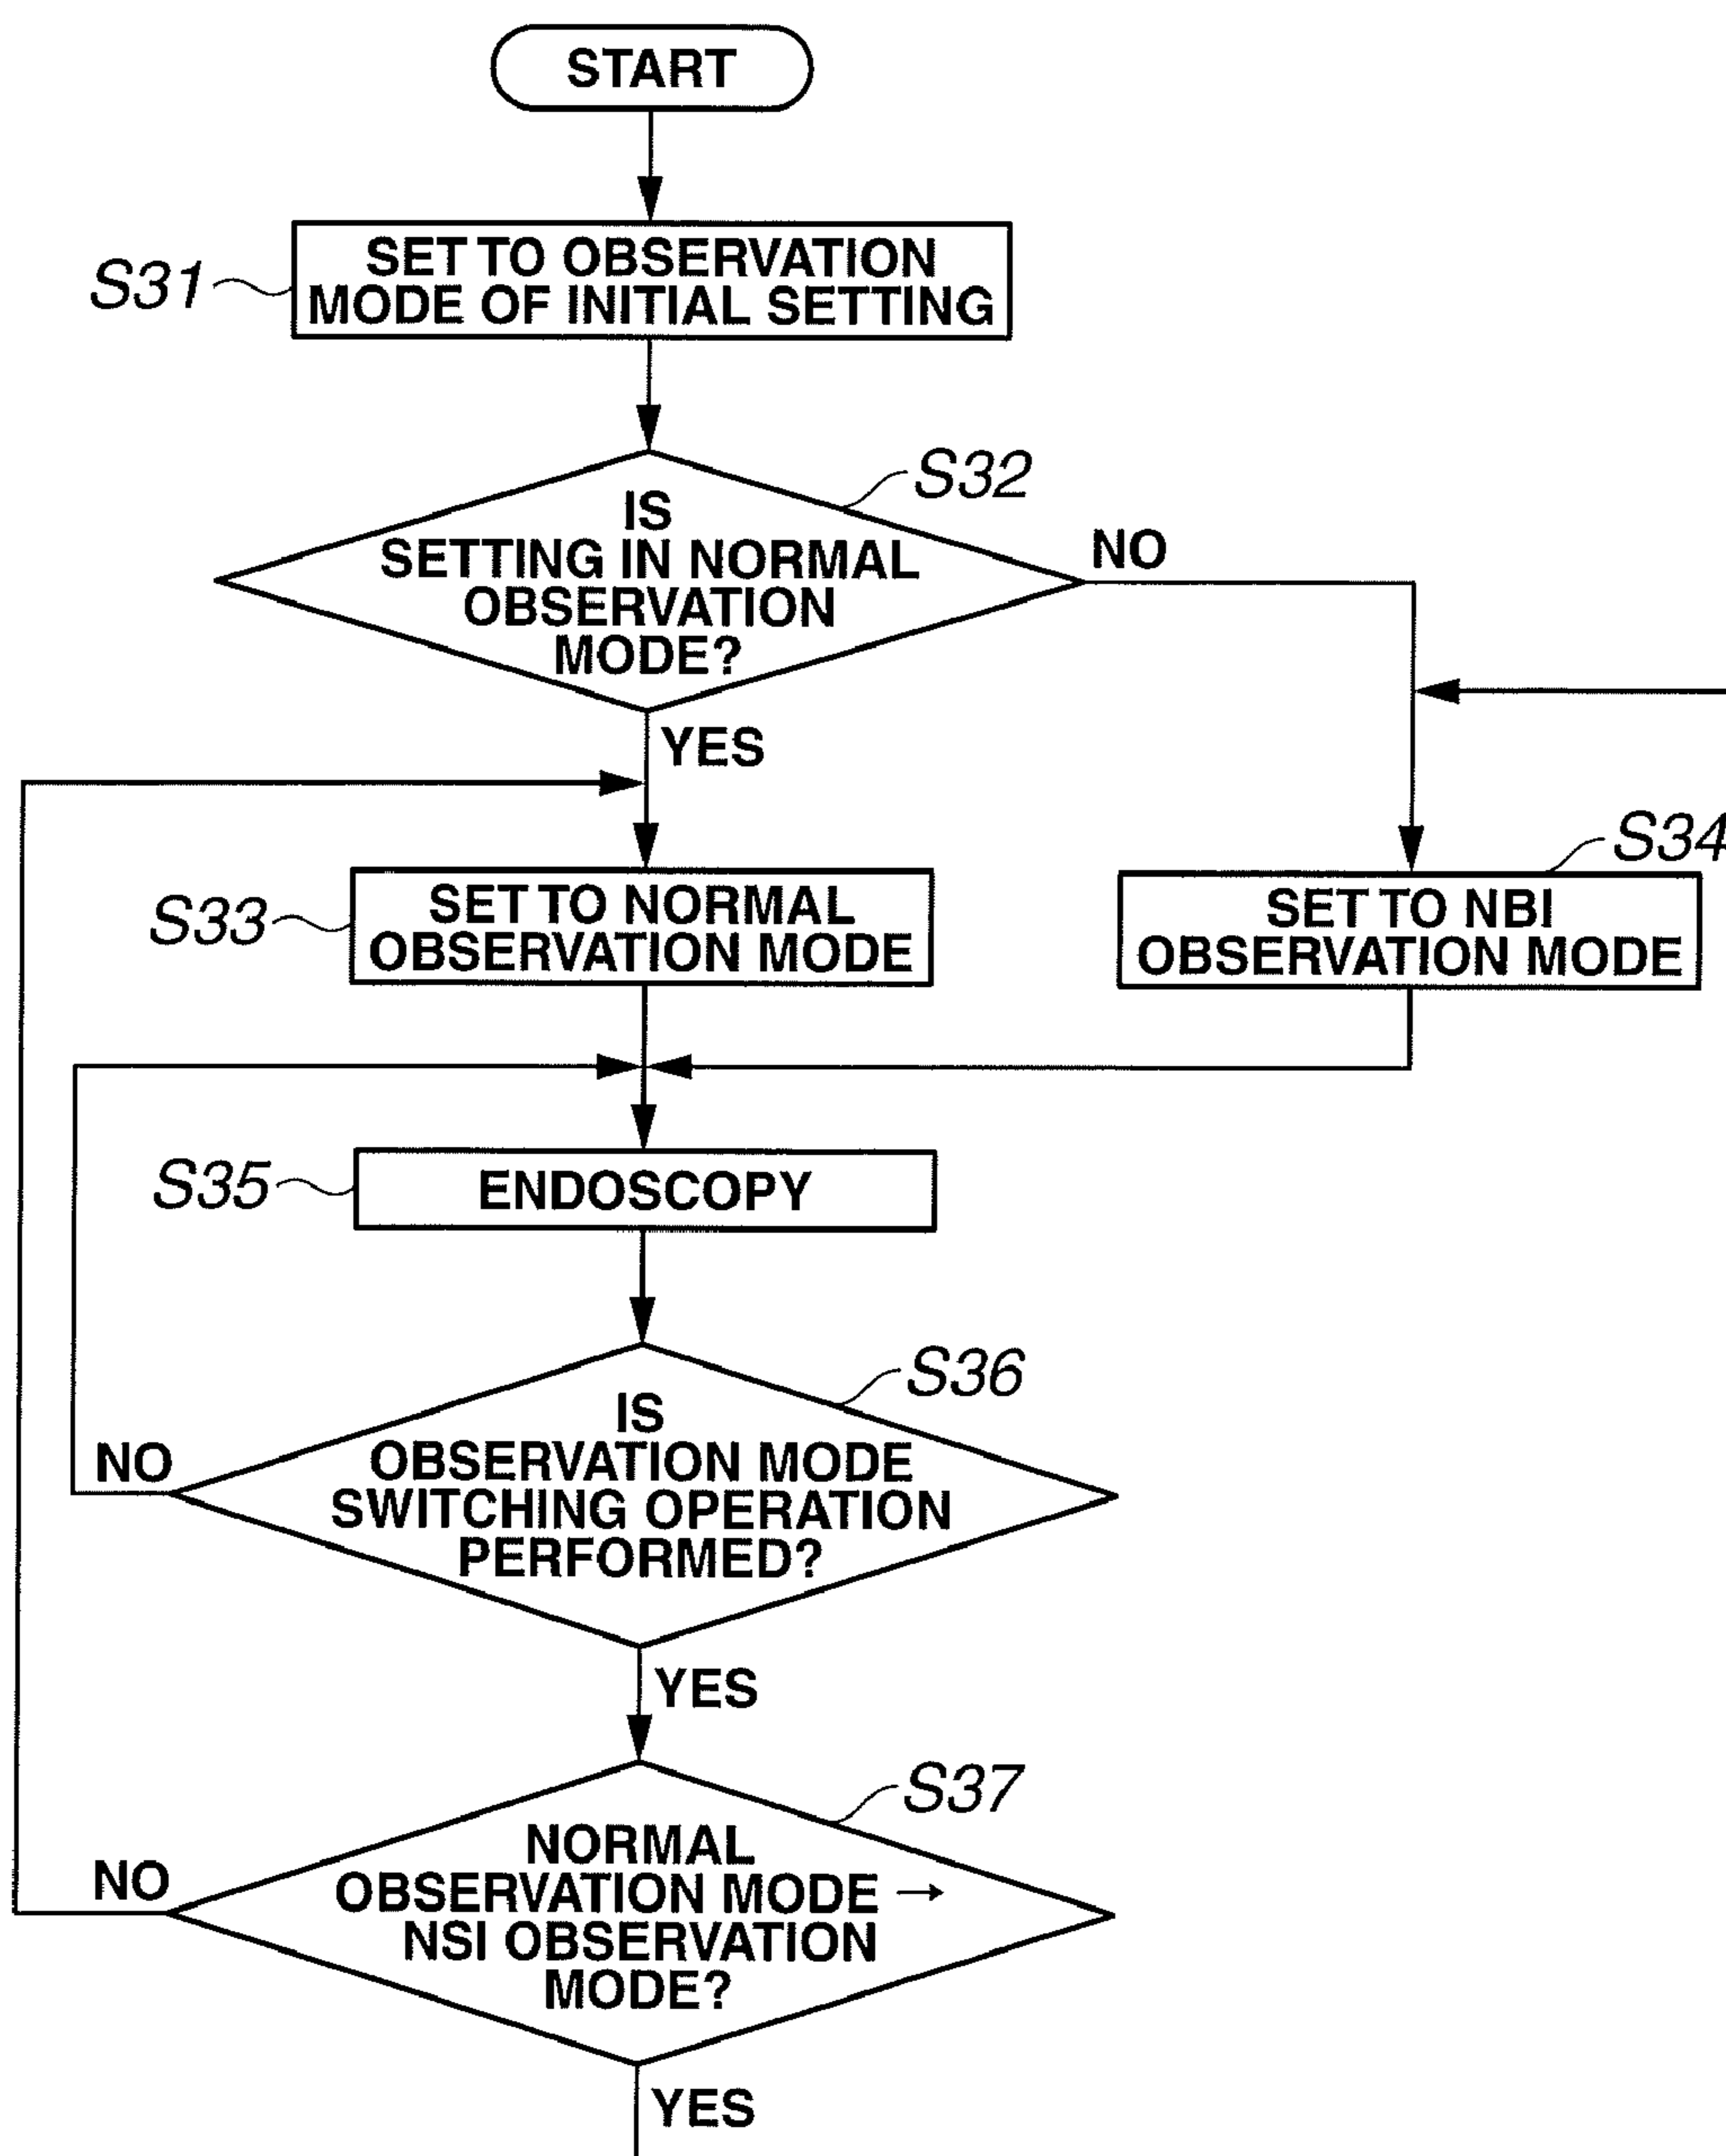 START
S31
SET TO OBSERVATION
MODE OF INITIAL SETTING
S32
IS
SETTING IN NORMAL
OBSERVATION
MODE?
NO
YES
S33
SET TO NORMAL
OBSERVATION MODE
S34
SET TO NBI
OBSERVATION MODE
S35
ENDOSCOPY
S36
IS
OBSERVATION MODE
SWITCHING OPERATION
PERFORMED?
NO
YES
S37
NORMAL
OBSERVATION MODE →
NSI OBSERVATION
MODE?
NO
YES